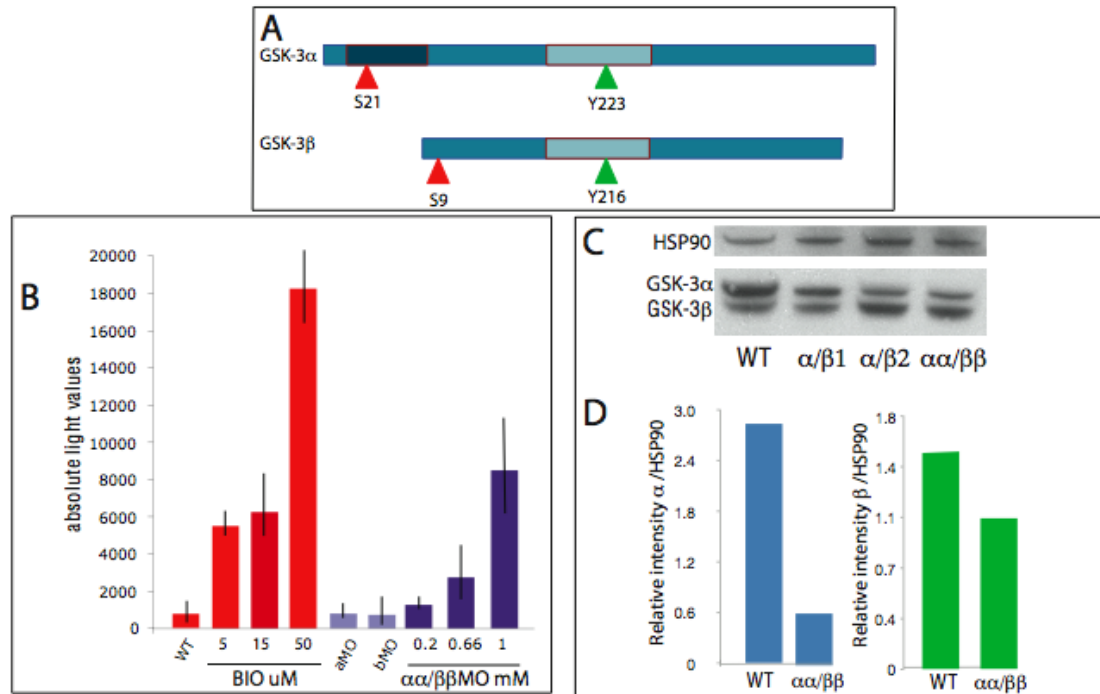 A
GSK-3α
S21
Y223
GSK-3β
S9
Y216
B
absolute light values
20000
18000
16000
14000
12000
10000
8000
6000
4000
2000
0
WT
5
15
50
aMO
bMO
0.2
0.66
1
BIO uM
αα/ββMO mM
C
HSP90
GSK-3α
GSK-3β
WT
α/β1
α/β2
αα/ββ
D
Relative intensity α /HSP90
3.0
2.4
1.8
1.2
0.6
0
WT
αα/ββ
Relative intensity β /HSP90
1.8
1.4
1.1
0.7
0.4
0
WT
αα/ββ